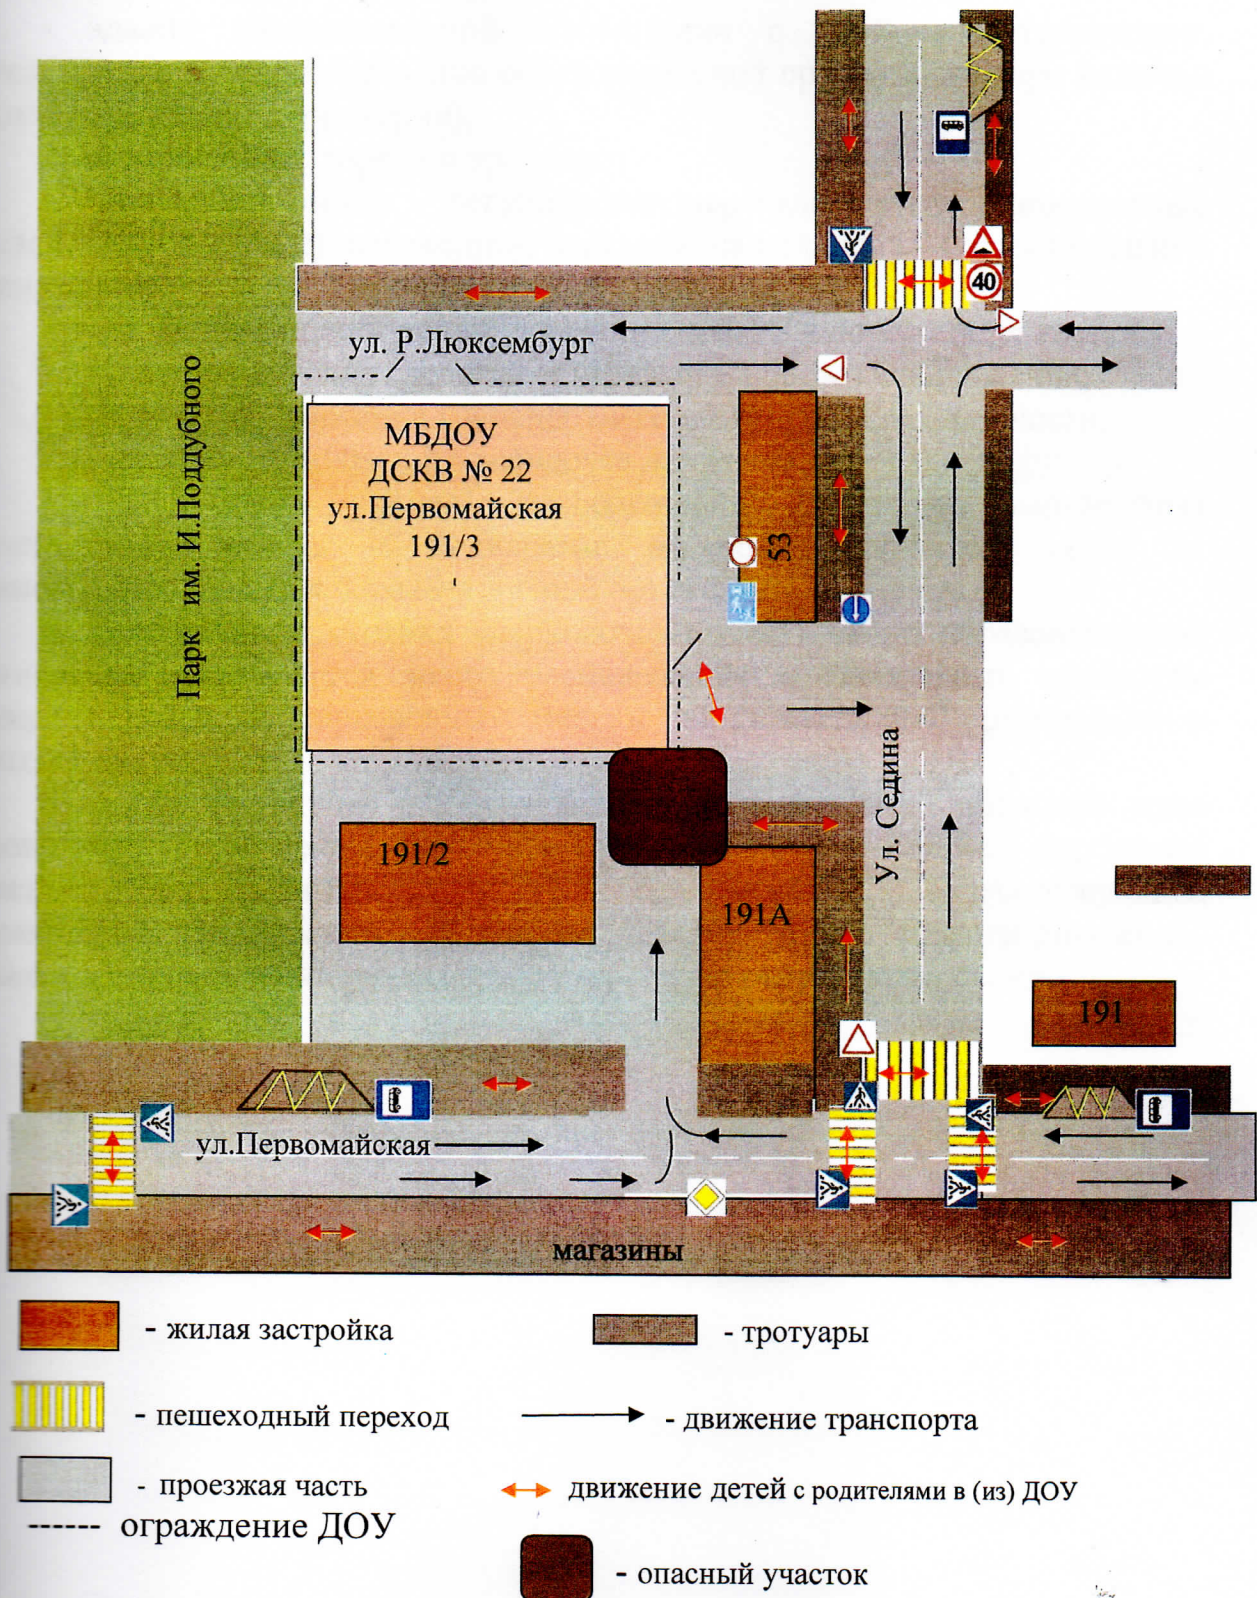 40
ул. Р.Люксембург
МБДОУ
ДСКВ № 22
ул.Первомайская
191/3
Парк им. И.Поддубного
53
Ул. Седина
191/2
191А
191
ул.Первомайская
магазины
- жилая застройка
- тротуары
- пешеходный переход
- движение транспорта
- проезжая часть
движение детей с родителями в (из) ДОУ
ограждение ДОУ
- опасный участок